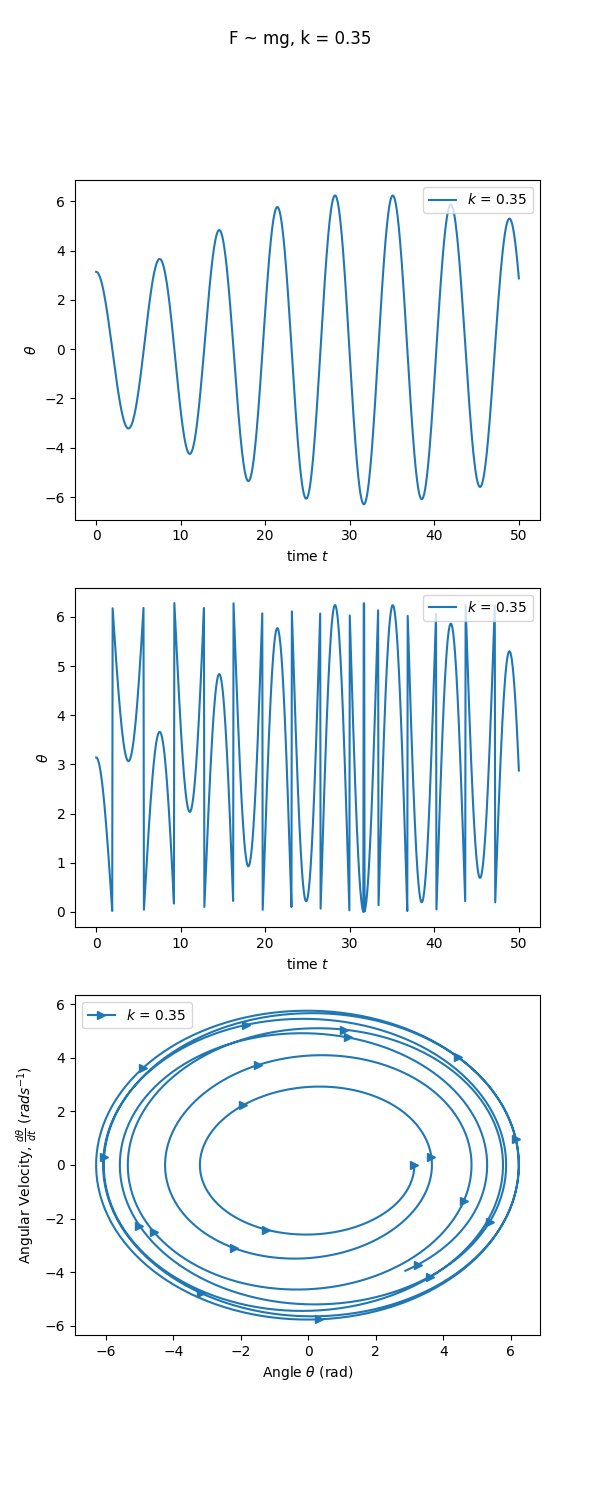 F ~ mg, k = 0.35
k = 0.35
6
4
2
0
−2
−4
−6
θ
0 10 20 30 40 50
time t
k = 0.35
6
5
4
3
2
1
0
θ
0 10 20 30 40 50
time t
k = 0.35
6
4
2
0
−2
−4
−6
Angular Velocity, dθ/dt (rads⁻¹)
−6 −4 −2 0 2 4 6
Angle θ (rad)